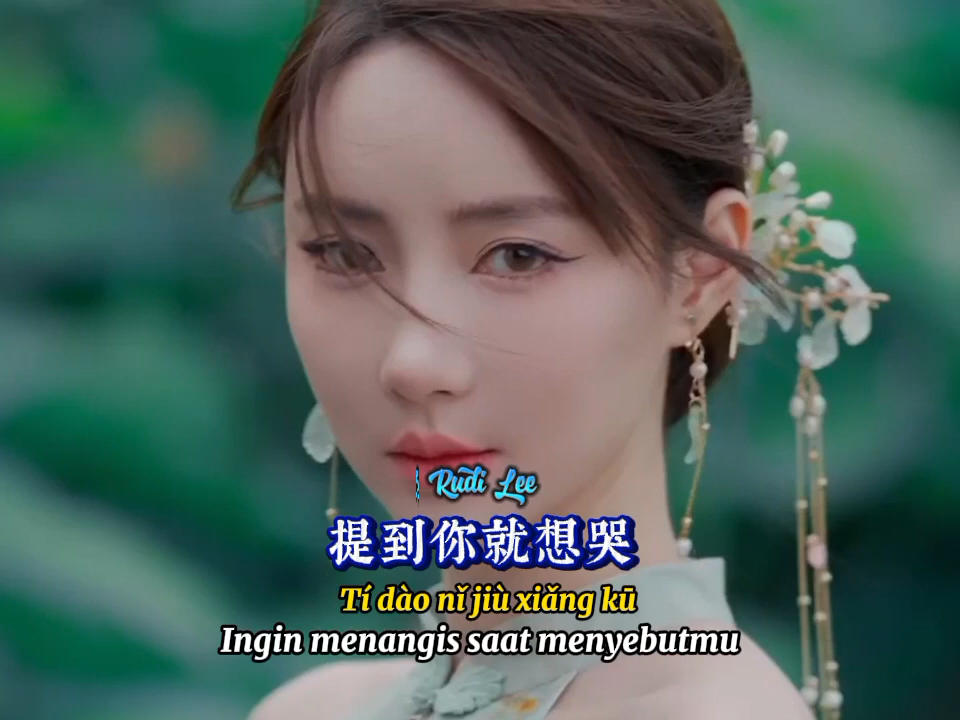 Rudi Lee
提到你就想哭
Tí dào nǐ jiù xiǎng kū
Ingin menangis saat menyebutmu